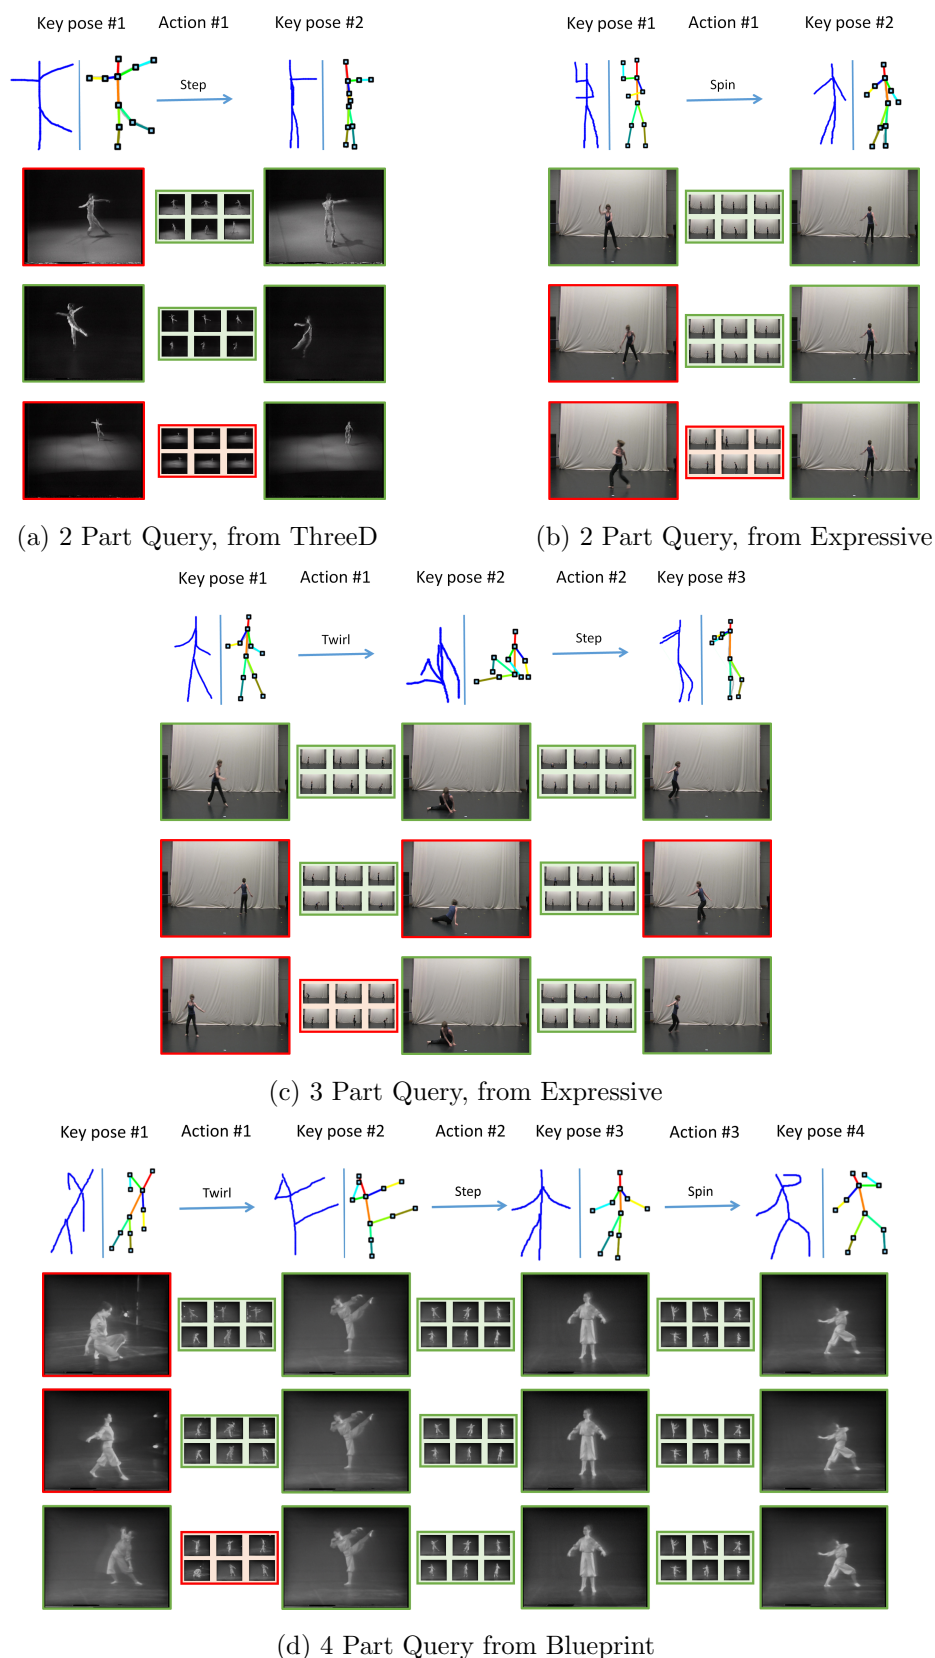 Key pose #1 Action #1 Key pose #2
Step
(a) 2 Part Query, from ThreeD
Key pose #1 Action #1 Key pose #2
Spin
(b) 2 Part Query, from Expressive
Key pose #1 Action #1 Key pose #2 Action #2 Key pose #3
Twirl Step
(c) 3 Part Query, from Expressive
Key pose #1 Action #1 Key pose #2 Action #2 Key pose #3 Action #3 Key pose #4
Twirl Step Spin
(d) 4 Part Query from Blueprint